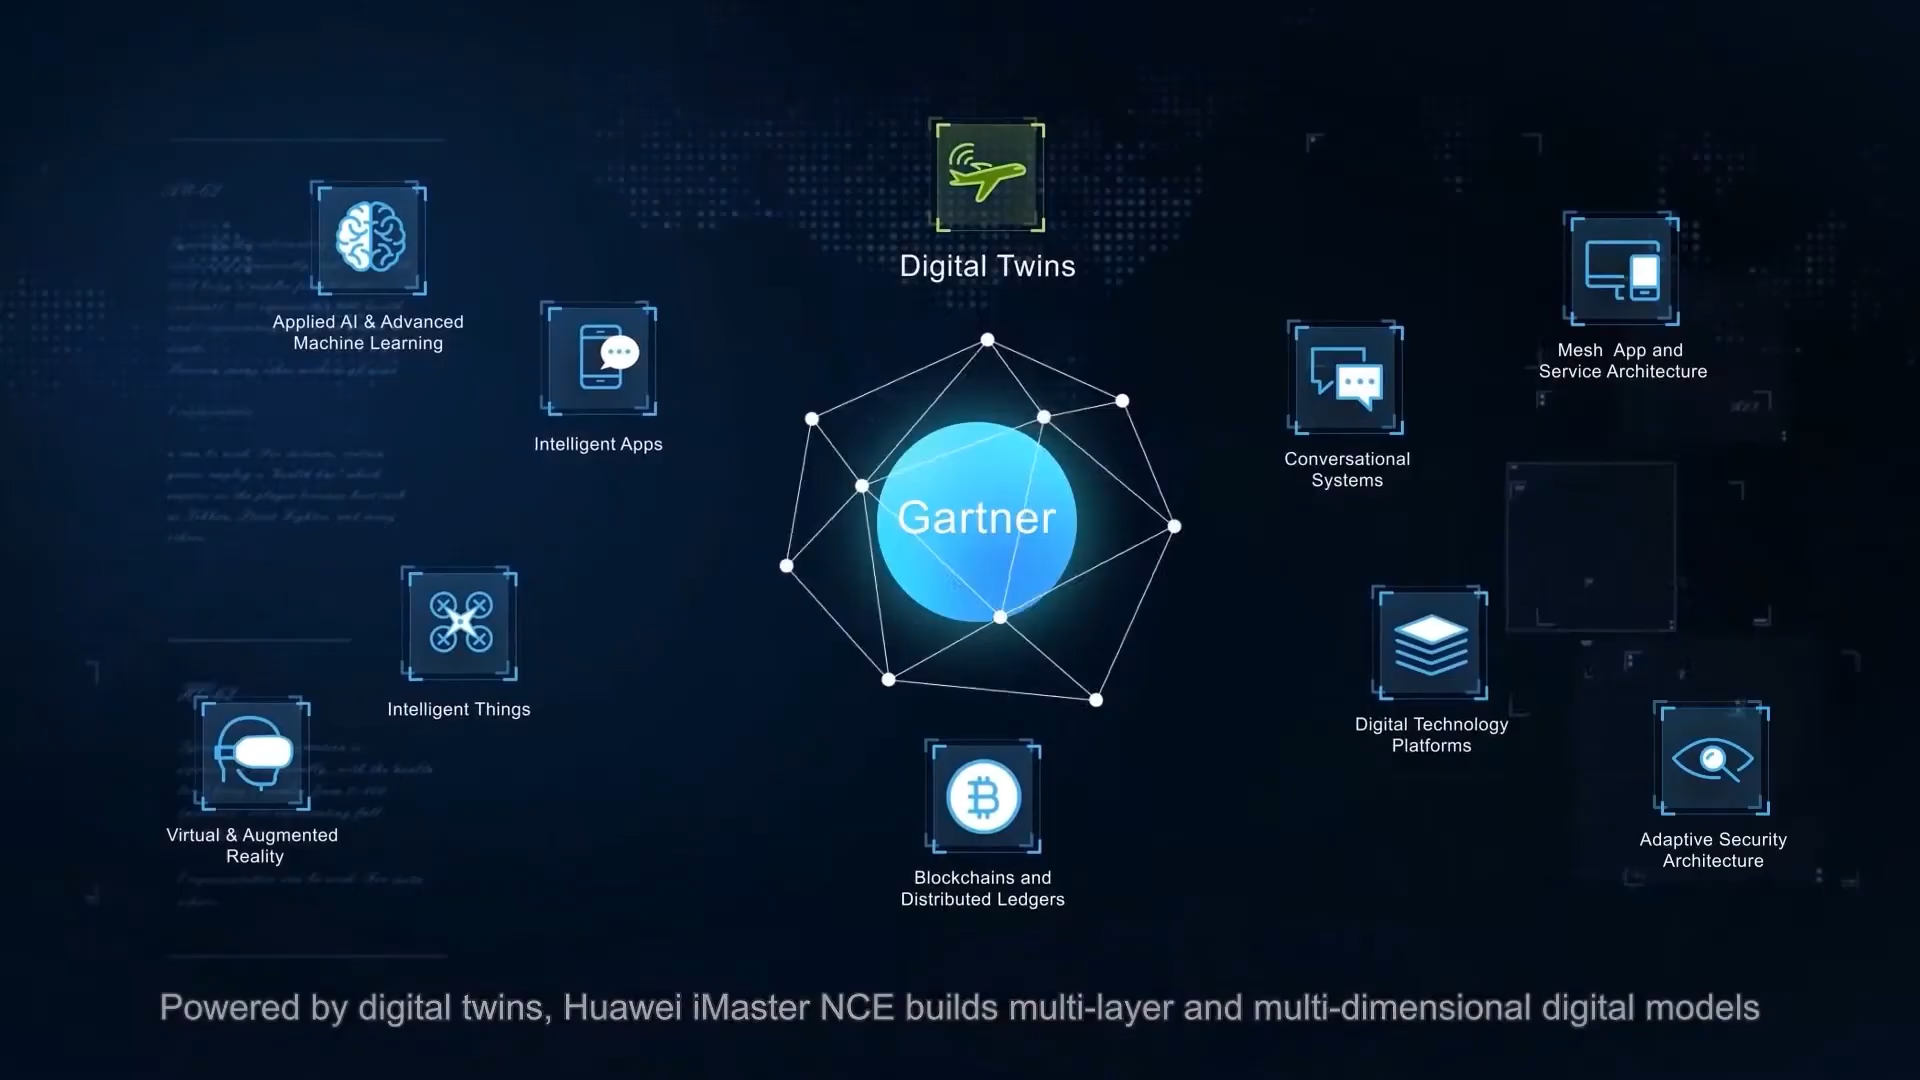 Digital Twins
Applied AI & Advanced
Machine Learning
Intelligent Apps
Mesh App and
Service Architecture
Conversational
Systems
Gartner
Intelligent Things
Digital Technology
Platforms
Virtual & Augmented
Reality
Blockchains and
Distributed Ledgers
Adaptive Security
Architecture
Powered by digital twins, Huawei iMaster NCE builds multi-layer and multi-dimensional digital models